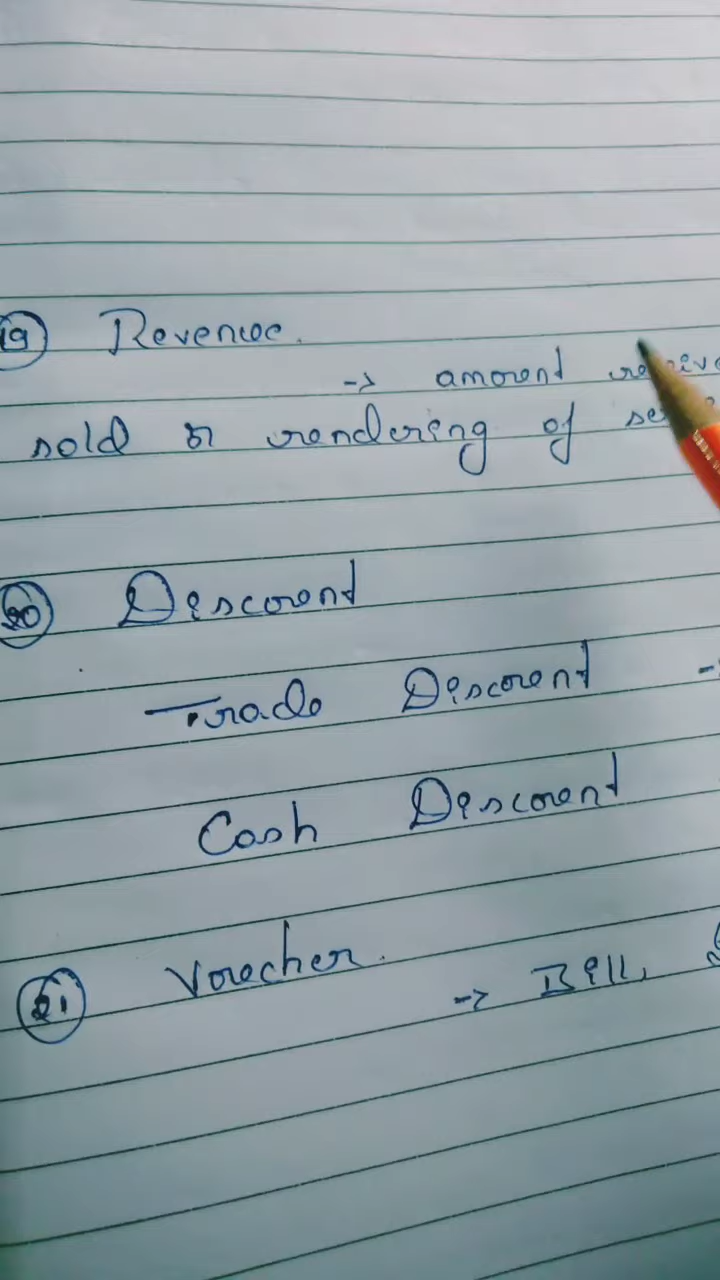 19 Revenue.
→ amount
sold or rendering of
20 Discount
Trade Discount →
Cash Discount
21 Voucher.
→ Bill,